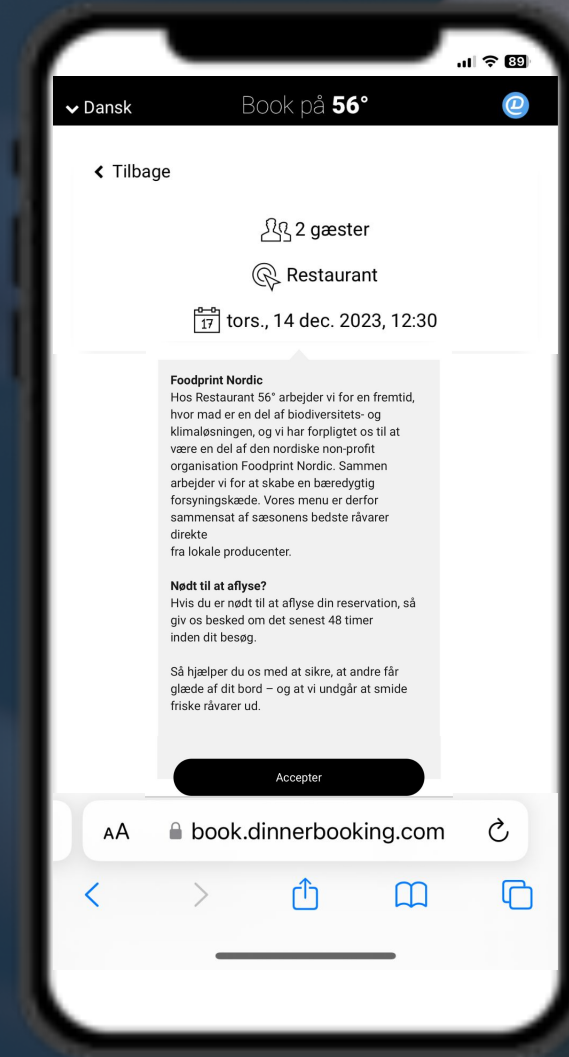 89
Dansk
Book på 56°
Tilbage
2 gæster
Restaurant
17
tors., 14 dec. 2023, 12:30
Foodprint Nordic
Hos Restaurant 56° arbejder vi for en fremtid,
hvor mad er en del af biodiversitets- og
klimaløsningen, og vi har forpligtet os til at
være en del af den nordiske non-profit
organisation Foodprint Nordic. Sammen
arbejder vi for at skabe en bæredygtig
forsyningskæde. Vores menu er derfor
sammensat af sæsonens bedste råvarer
direkte
fra lokale producenter.
Nødt til at aflyse?
Hvis du er nødt til at aflyse din reservation, så
giv os besked om det senest 48 timer
inden dit besøg.
Så hjælper du os med at sikre, at andre får
glæde af dit bord – og at vi undgår at smide
friske råvarer ud.
Accepter
AA
book.dinnerbooking.com